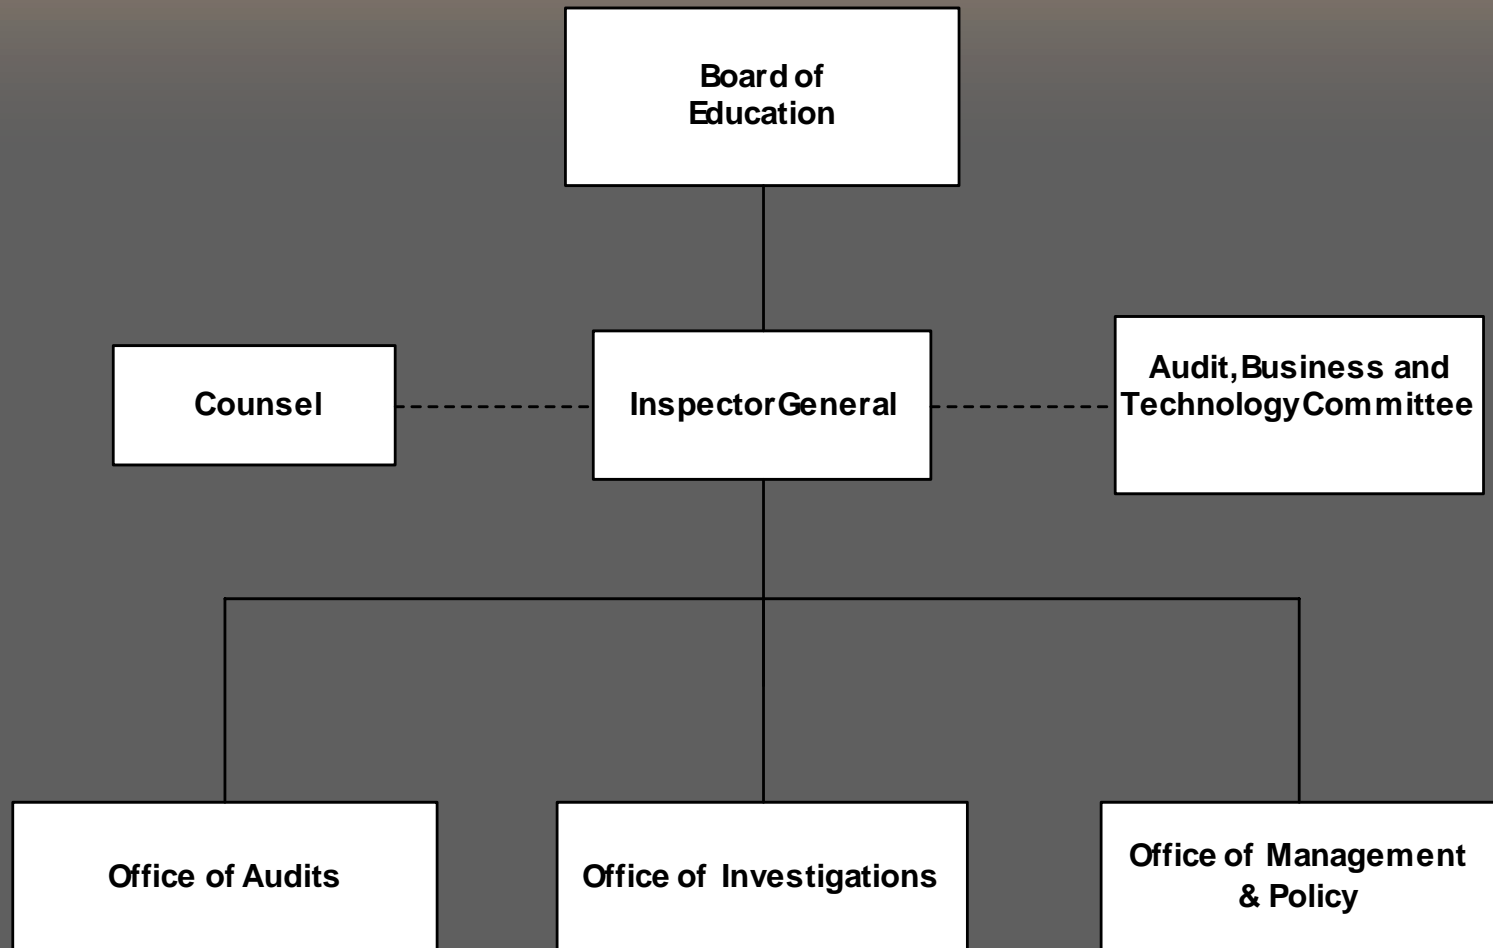 Board of
Education
Counsel
Inspector General
Audit, Business and
Technology Committee
Office of Audits
Office of Investigations
Office of Management
& Policy